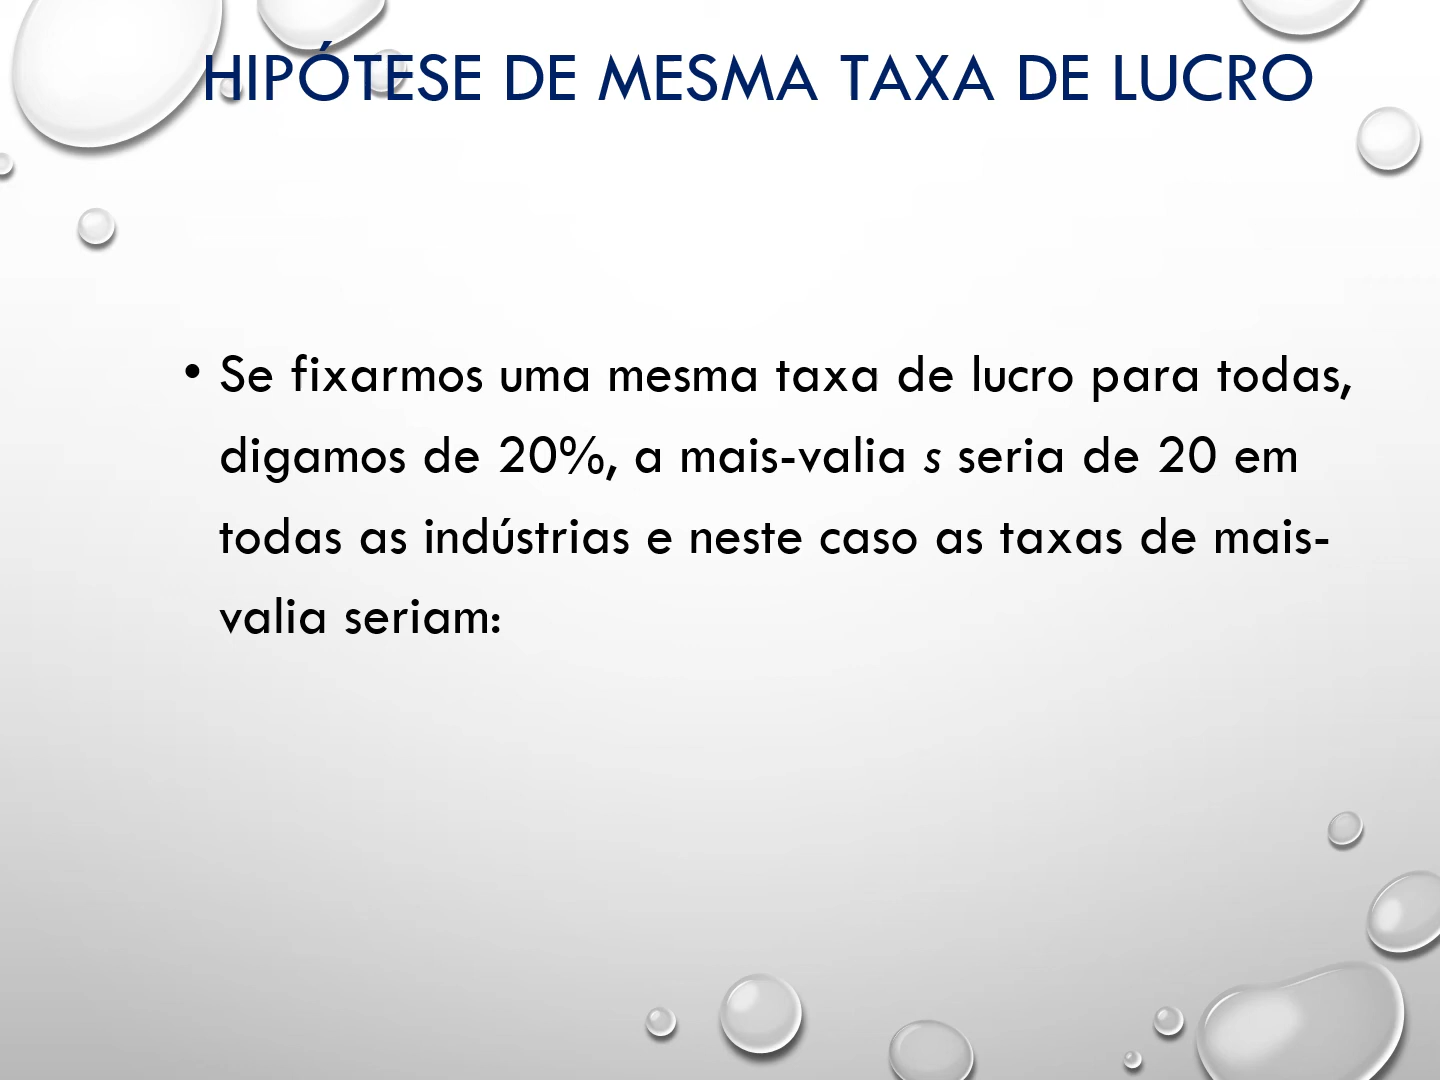 HIPÓTESE DE MESMA TAXA DE LUCRO
• Se fixarmos uma mesma taxa de lucro para todas,
digamos de 20%, a mais-valia s seria de 20 em
todas as indústrias e neste caso as taxas de mais-
valia seriam: